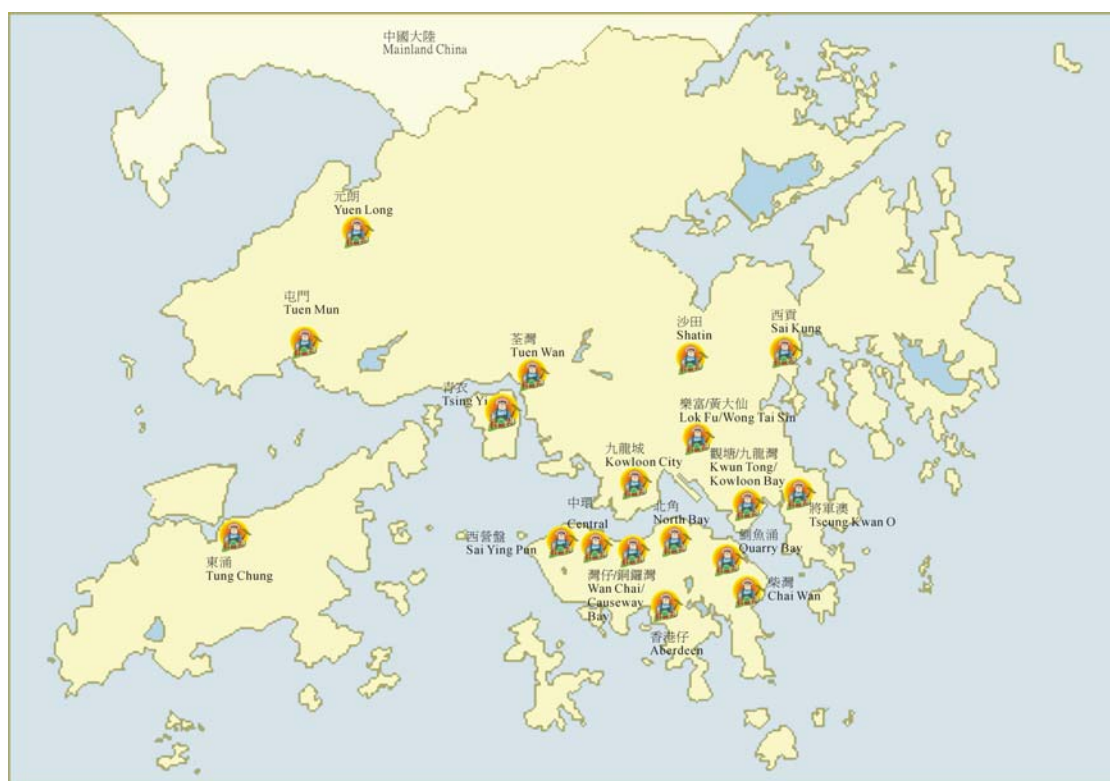 中國大陸
Mainland China
元朗
Yuen Long
屯門
Tuen Mun
荃灣
Tuen Wan
青衣
Tsing Yi
沙田
Shatin
西貢
Sai Kung
樂富/黃大仙
Lok Fu/Wong Tai Sin
九龍城
Kowloon City
觀塘/九龍灣
Kwun Tong/
Kowloon Bay
將軍澳
Tseung Kwan O
中環
Central
北角
North Bay
西營盤
Sai Ying Pun
鰂魚涌
Quarry Bay
灣仔/銅鑼灣
Wan Chai/
Causeway
Bay
柴灣
Chai Wan
香港仔
Aberdeen
東涌
Tung Chung